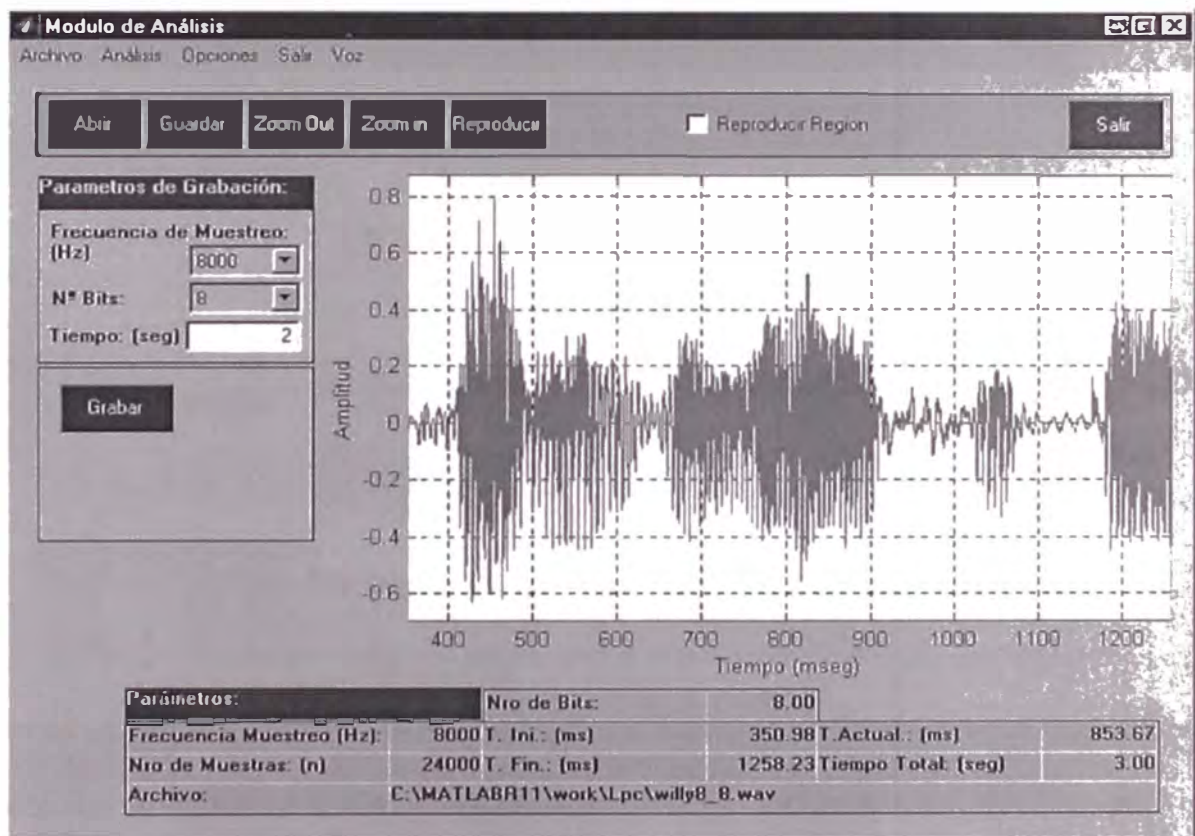 Modulo de Análisis
Archivo Análisis Opciones Salir Voz
Abrir Guardar Zoom Out Zoom in Reproducir Reproducir Region Salir
Parametros de Grabación:
Frecuencia de Muestreo:
(Hz) 8000
Nº Bits: 8
Tiempo: (seg) 2
Grabar
0.8
0.6
0.4
0.2
0
-0.2
-0.4
-0.6
Amplitud
400 500 600 700 800 900 1000 1100 1200
Tiempo (mseg)
Parámetros: Nro de Bits: 8.00
Frecuencia Muestreo (Hz): 8000 T. Ini.: (ms) 350.98 T.Actual.: (ms) 853.67
Nro de Muestras: (n) 24000 T. Fin.: (ms) 1258.23 Tiempo Total: (seg) 3.00
Archivo: C:\MATLABR11\work\Lpc\willy8_8.wav